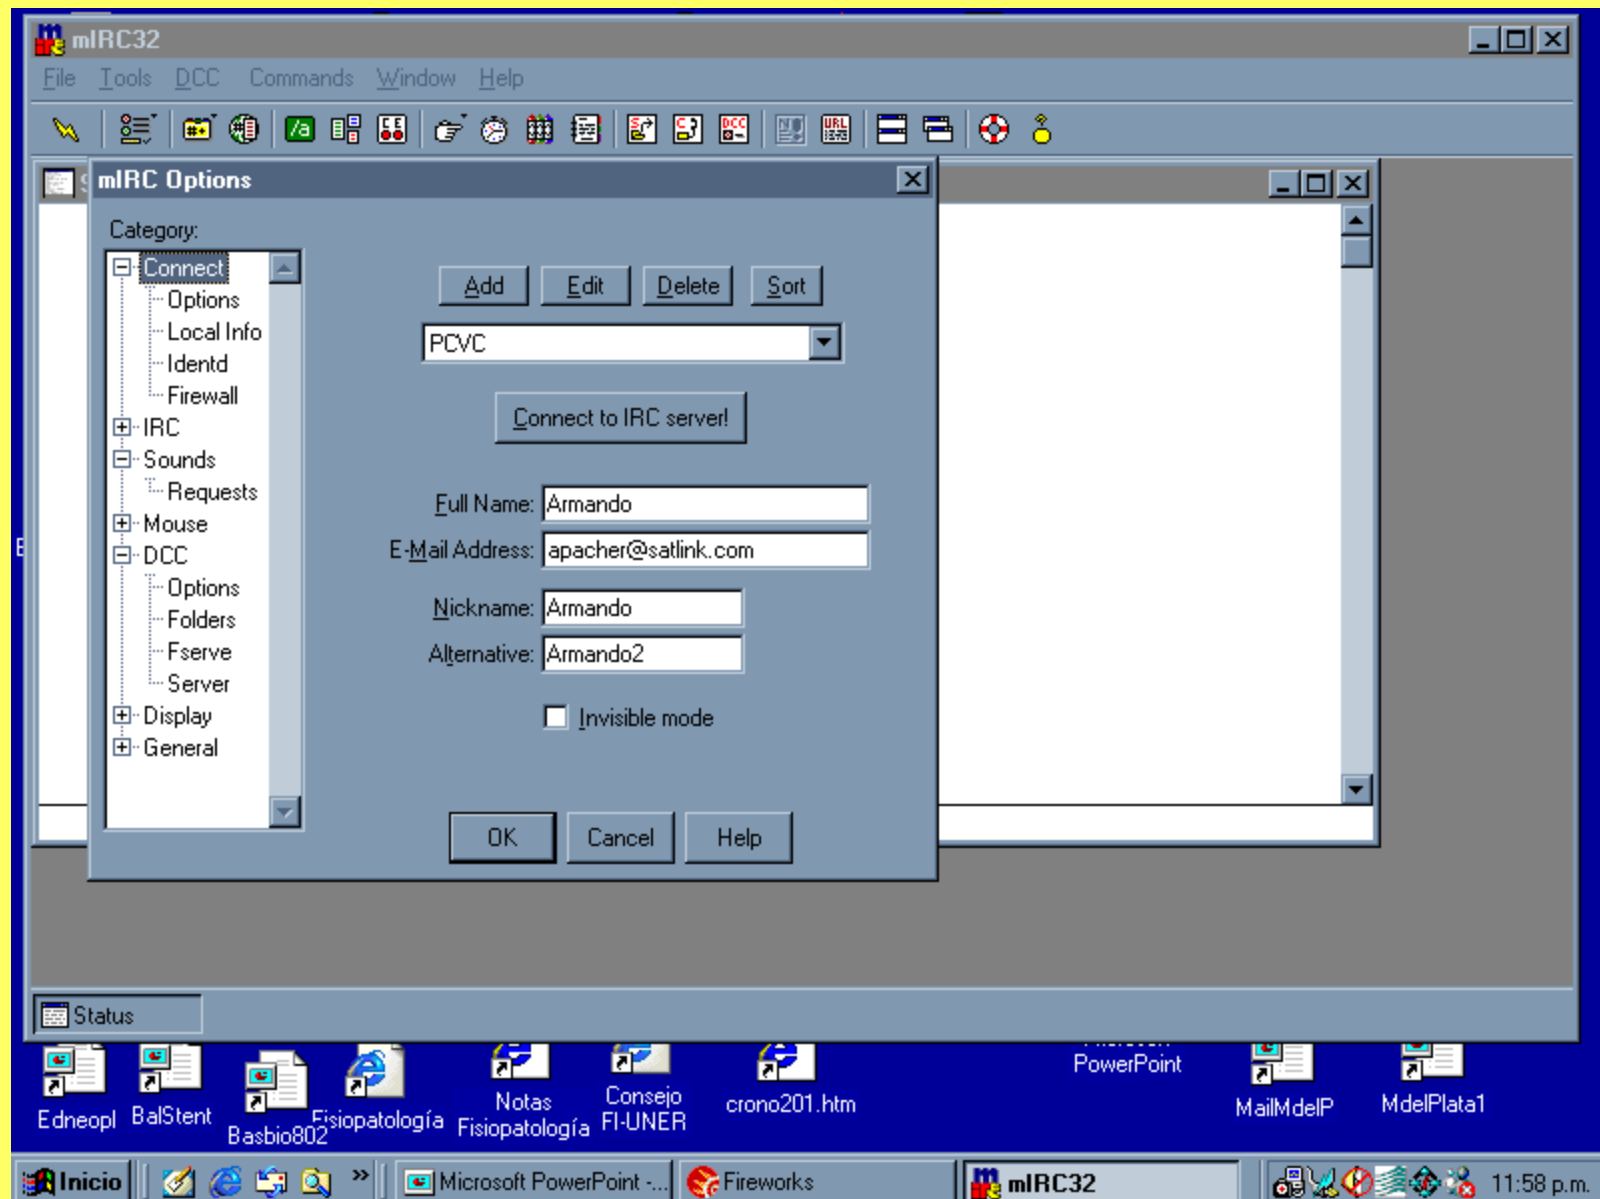 mIRC32
File Tools DCC Commands Window Help
mIRC Options
Category:
Connect
Options
Local Info
Identd
Firewall
IRC
Sounds
Requests
Mouse
DCC
Options
Folders
Fserve
Server
Display
General
Add Edit Delete Sort
PCVC
Connect to IRC server!
Full Name: Armando
E-Mail Address: apacher@satlink.com
Nickname: Armando
Alternative: Armando2
Invisible mode
OK Cancel Help
Status
Edneopl
BalStent
Basbio802
Fisiopatología
Notas
Fisiopatología
Consejo
FI-UNER
crono201.htm
PowerPoint
MailMdelP
MdelPlata1
Inicio » Microsoft PowerPoint -... Fireworks mIRC32 11:58 p.m.